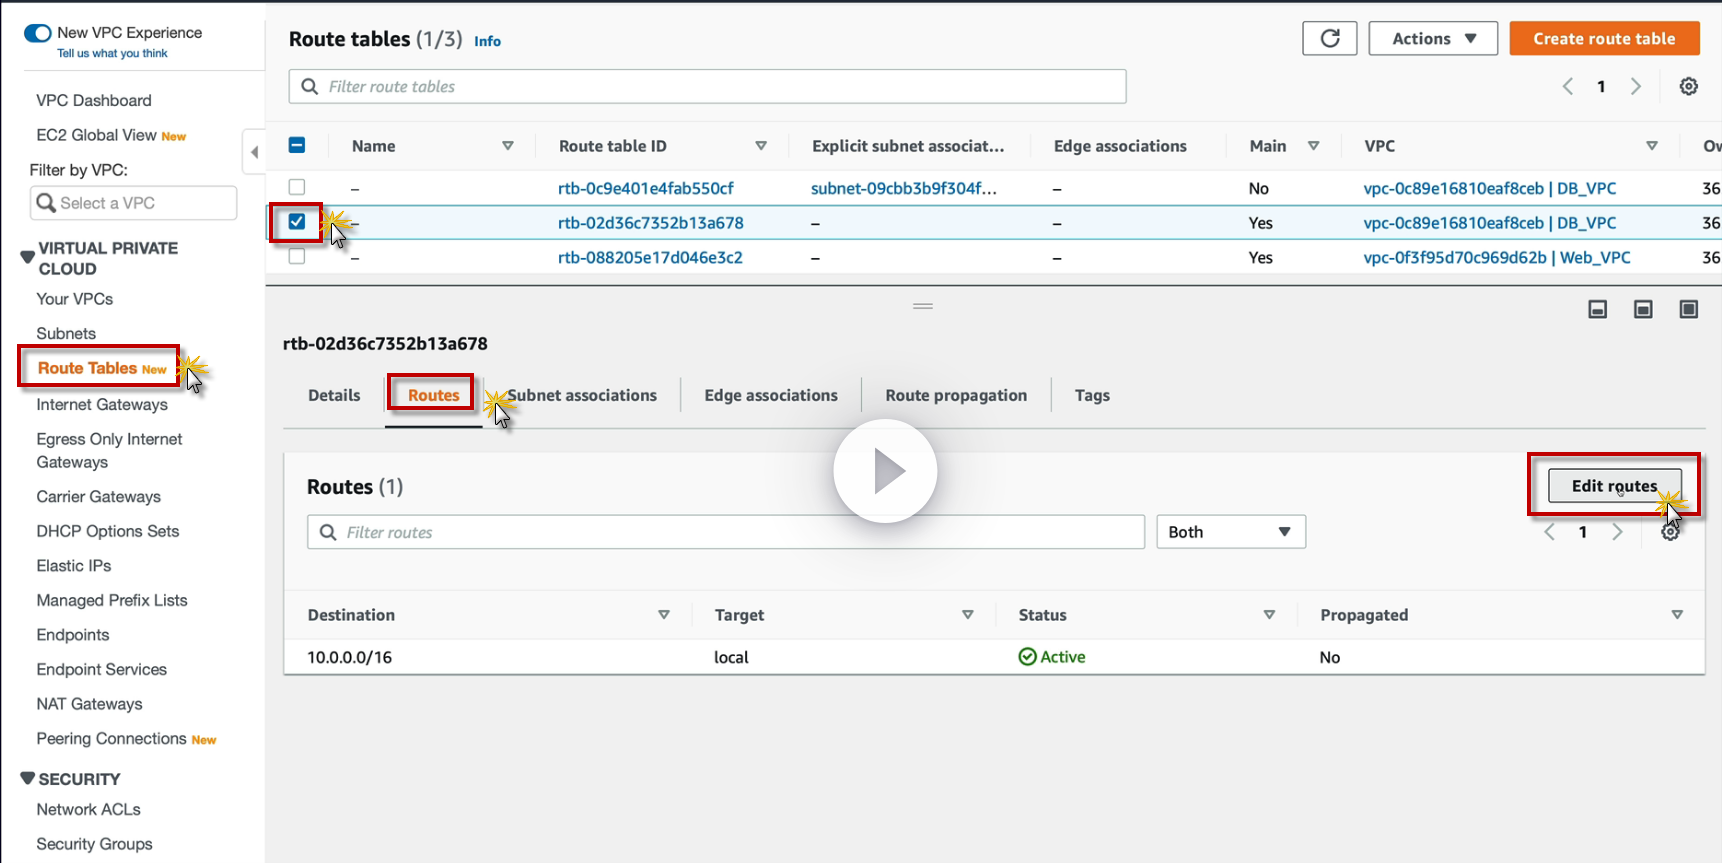 New VPC Experience
Tell us what you think
VPC Dashboard
EC2 Global View New
Filter by VPC:
Select a VPC
VIRTUAL PRIVATE
CLOUD
Your VPCs
Subnets
Route Tables New
Internet Gateways
Egress Only Internet
Gateways
Carrier Gateways
DHCP Options Sets
Elastic IPs
Managed Prefix Lists
Endpoints
Endpoint Services
NAT Gateways
Peering Connections New
SECURITY
Network ACLs
Security Groups
Route tables (1/3) Info
Actions
Create route table
Filter route tables
1
Name Route table ID Explicit subnet associat... Edge associations Main VPC Ow
– rtb-0c9e401e4fab550cf subnet-09cbb3b9f304f... – No vpc-0c89e16810eaf8ceb | DB_VPC 36
– rtb-02d36c7352b13a678 – – Yes vpc-0c89e16810eaf8ceb | DB_VPC 36
– rtb-088205e17d046e3c2 – – Yes vpc-0f3f95d70c969d62b | Web_VPC 36
rtb-02d36c7352b13a678
Details Routes Subnet associations Edge associations Route propagation Tags
Routes (1)
Edit routes
Filter routes
Both
1
Destination Target Status Propagated
10.0.0.0/16 local Active No